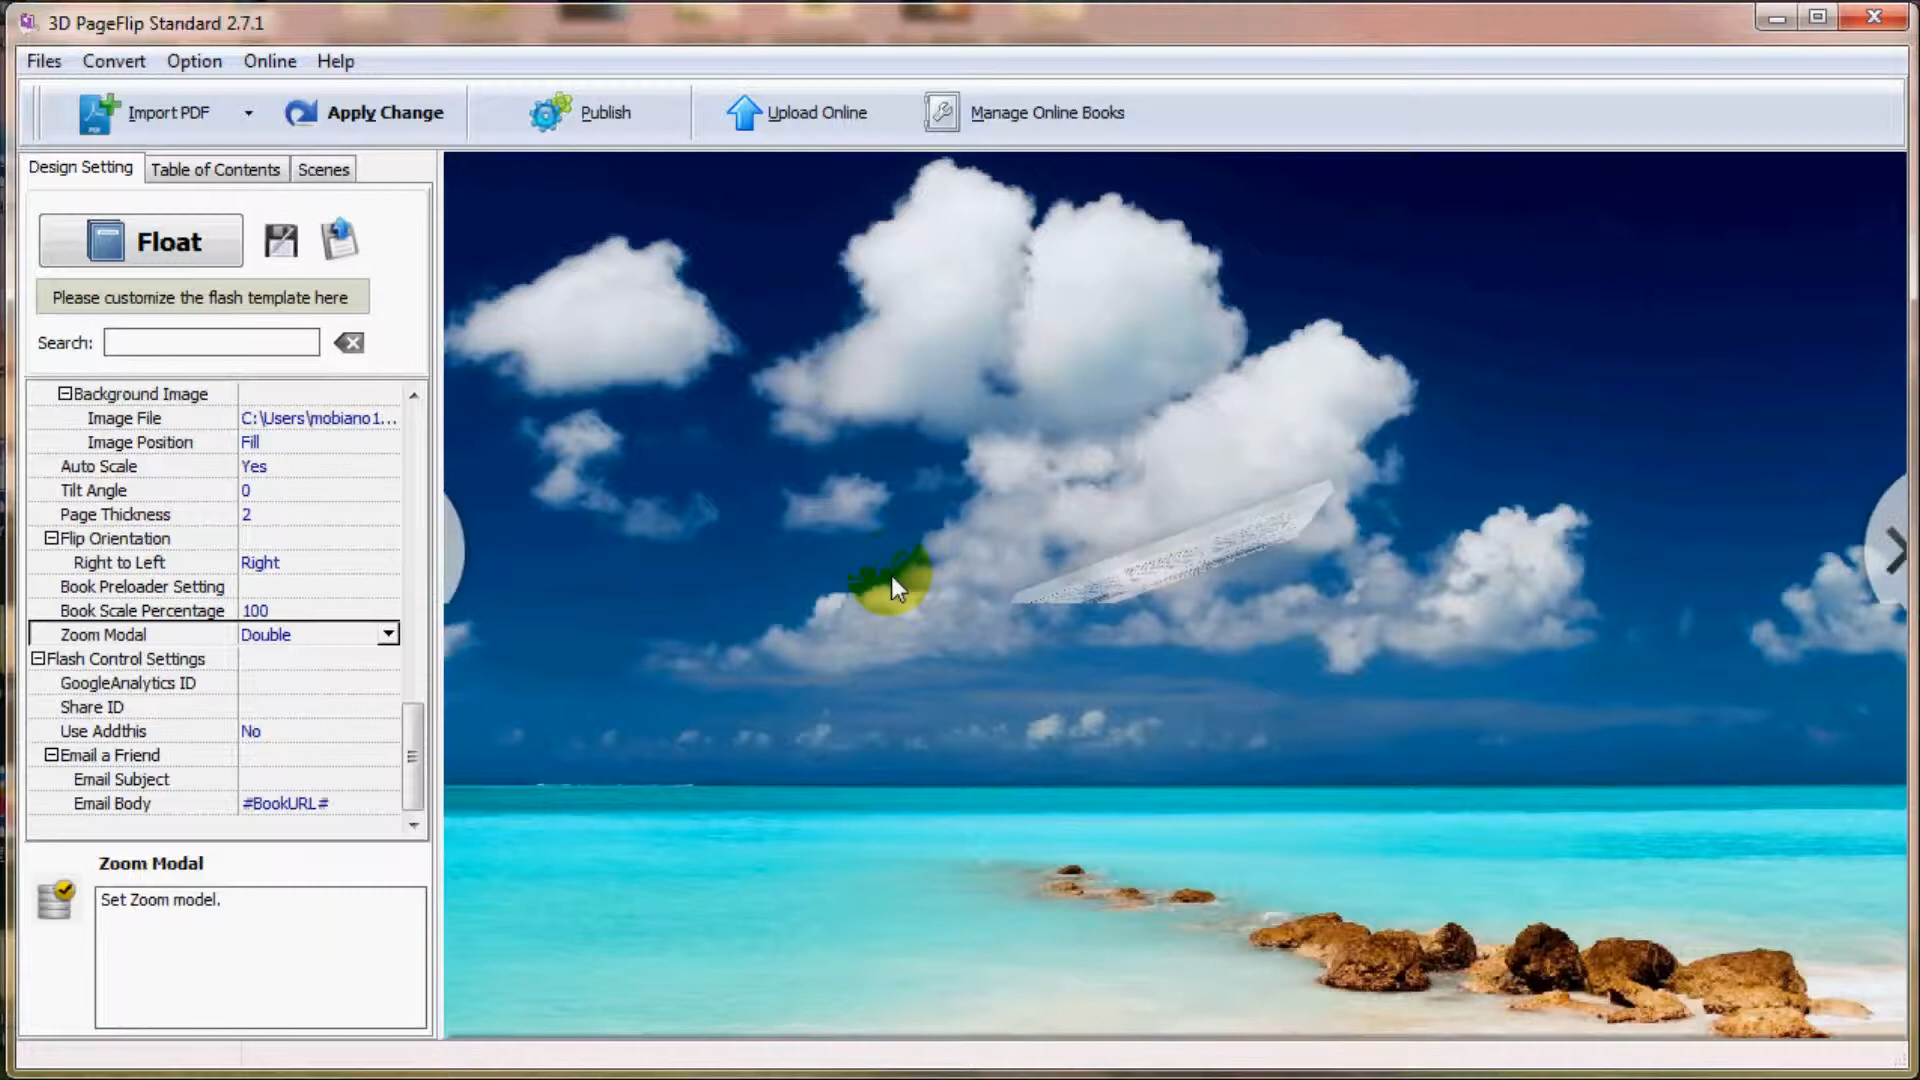 3D PageFlip Standard 2.7.1
Files Convert Option Online Help
Import PDF Apply Change Publish Upload Online Manage Online Books
Design Setting Table of Contents Scenes
Float
Please customize the flash template here
Search:
Background Image
Image File C:\Users\mobiano1...
Image Position Fill
Auto Scale Yes
Tilt Angle 0
Page Thickness 2
Flip Orientation
Right to Left Right
Book Preloader Setting
Book Scale Percentage 100
Zoom Modal Double
Flash Control Settings
GoogleAnalytics ID
Share ID
Use Addthis No
Email a Friend
Email Subject
Email Body #BookURL#
Zoom Modal
Set Zoom model.